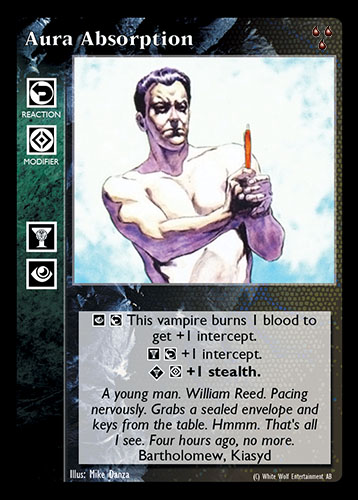 Aura Absorption
REACTION
MODIFIER
This vampire burns 1 blood to
get +1 intercept.
+1 intercept.
+1 stealth.
A young man. William Reed. Pacing
nervously. Grabs a sealed envelope and
keys from the table. Hmmm. That's all
I see. Four hours ago, no more.
Bartholomew, Kiasyd
Illus: Mike Danza
(C) White Wolf Entertainment AB